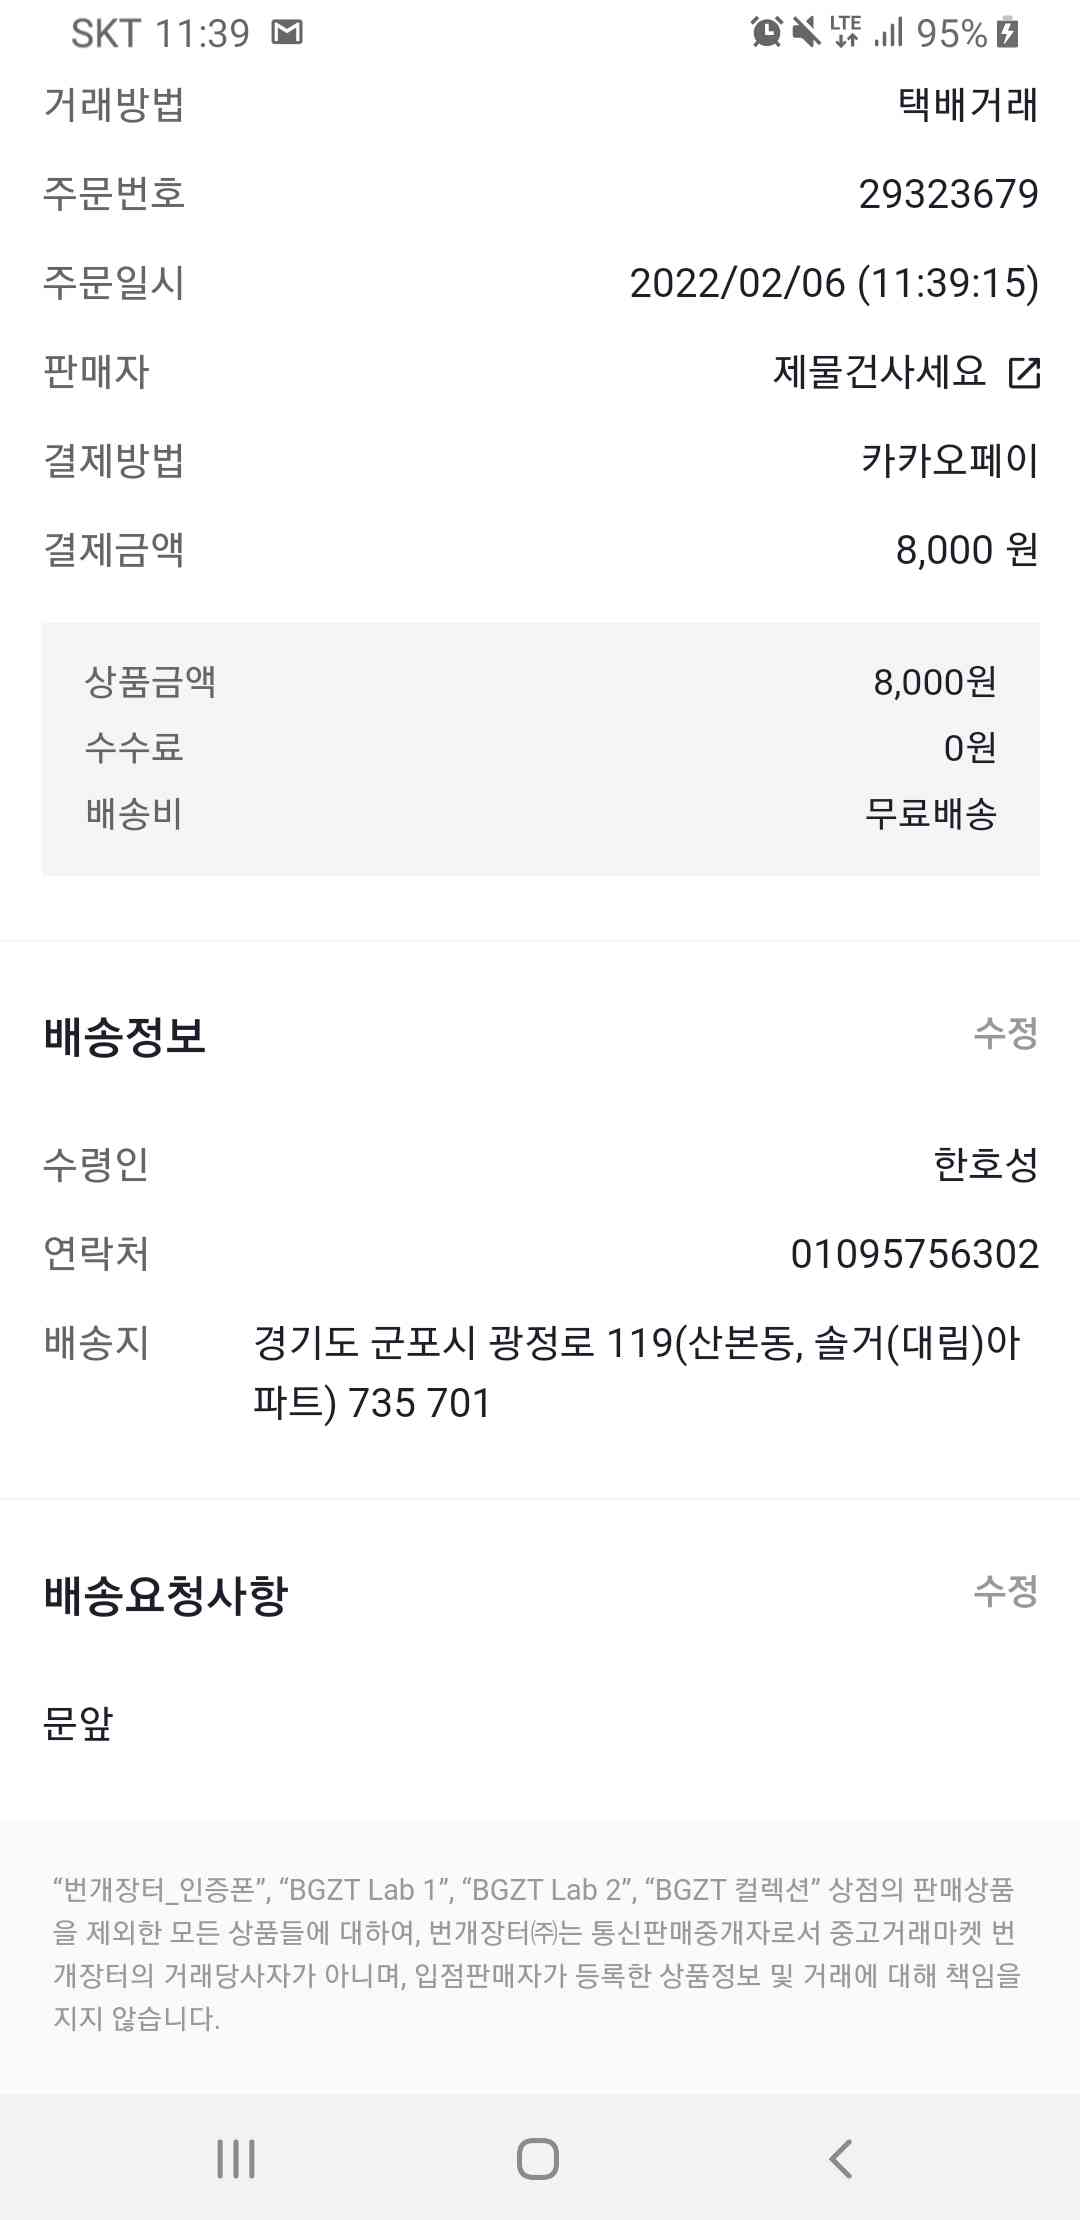 SKT 11:39 LTE 95%
거래방법 택배거래
주문번호 29323679
주문일시 2022/02/06 (11:39:15)
판매자 제물건사세요
결제방법 카카오페이
결제금액 8,000 원
상품금액 8,000원
수수료 0원
배송비 무료배송
배송정보 수정
수령인 한호성
연락처 01095756302
배송지 경기도 군포시 광정로 119(산본동, 솔거(대림)아
파트) 735 701
배송요청사항 수정
문앞
“번개장터_인증폰”, “BGZT Lab 1”, “BGZT Lab 2”, “BGZT 컬렉션” 상점의 판매상품
을 제외한 모든 상품들에 대하여, 번개장터㈜는 통신판매중개자로서 중고거래마켓 번
개장터의 거래당사자가 아니며, 입점판매자가 등록한 상품정보 및 거래에 대해 책임을
지지 않습니다.